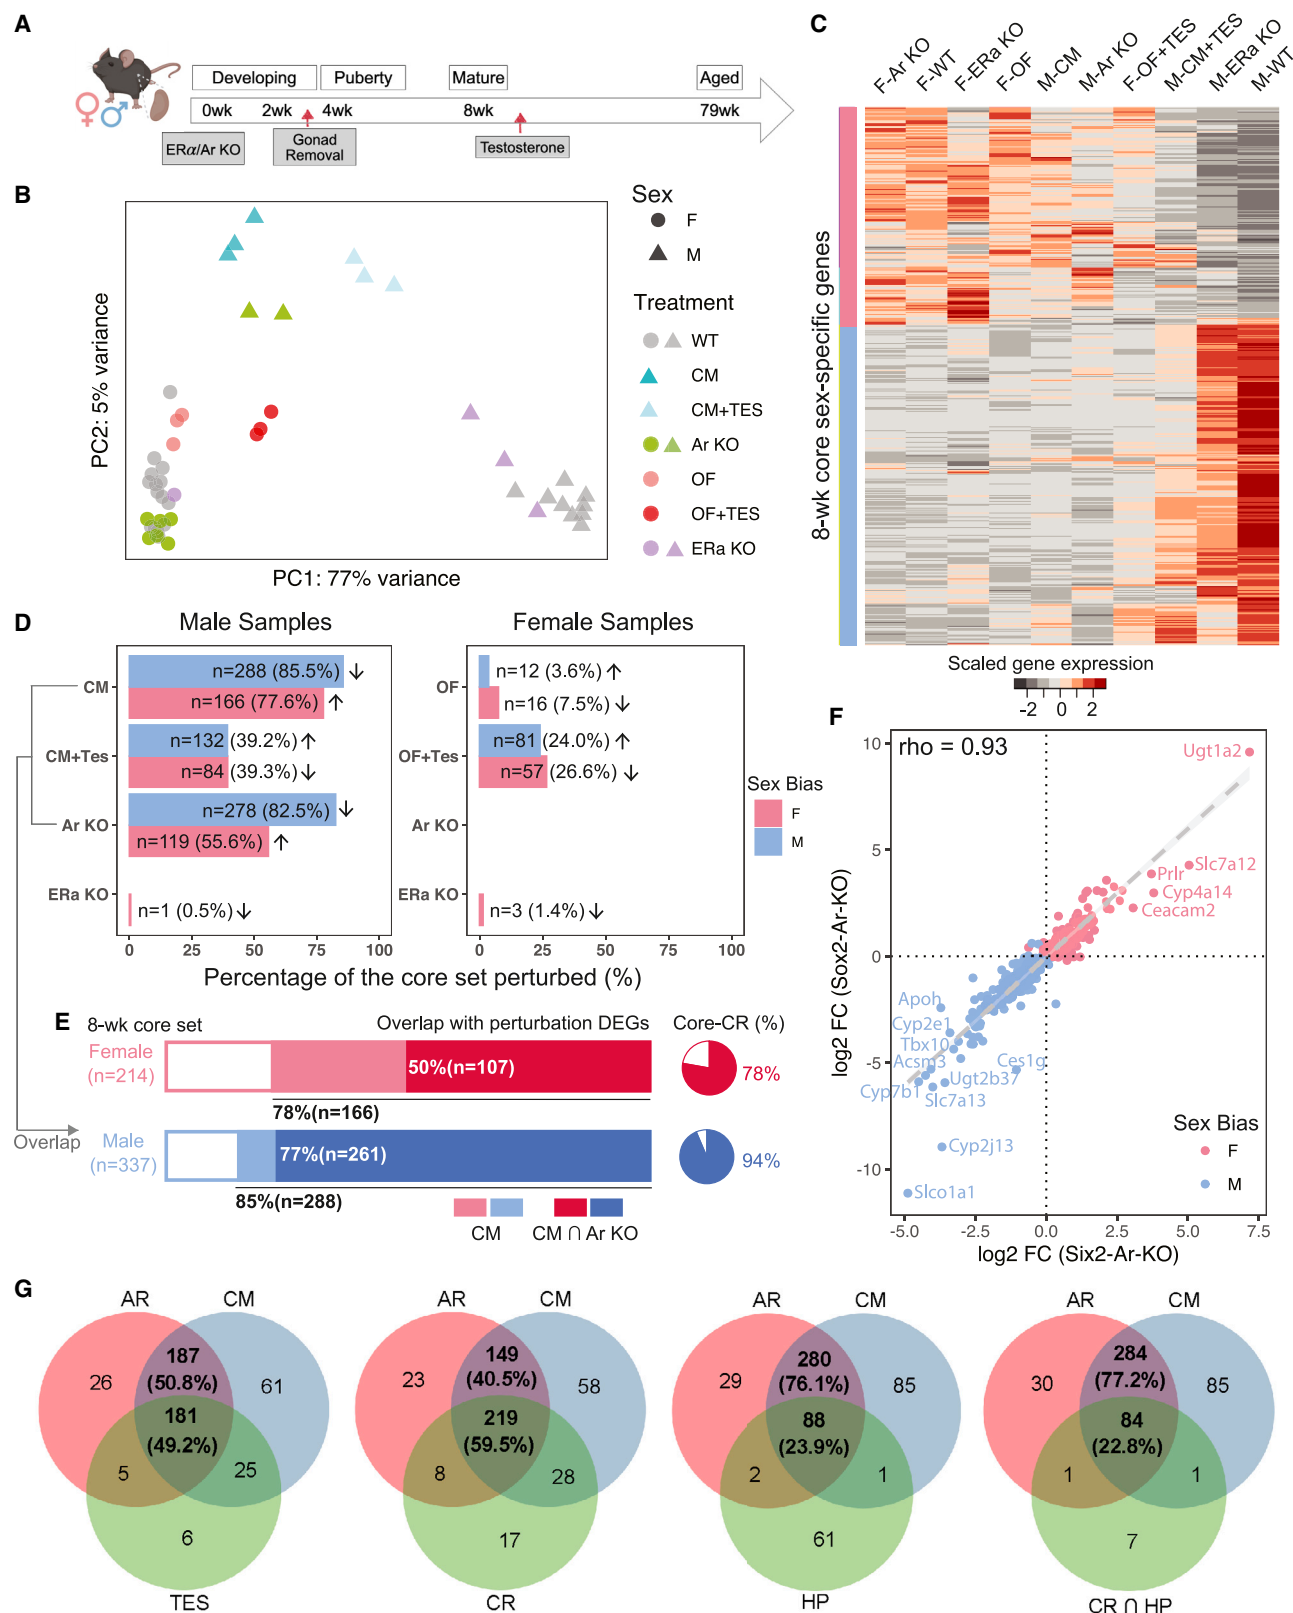 A
Developing
Puberty
Mature
Aged
0wk
2wk
4wk
8wk
79wk
ERα/Ar KO
Gonad
Removal
Testosterone
B
PC2: 5% variance
PC1: 77% variance
Sex
F
M
Treatment
WT
CM
CM+TES
Ar KO
OF
OF+TES
ERa KO
C
F-Ar KO
F-WT
F-ERa KO
F-OF
M-CM
M-Ar KO
F-OF+TES
M-CM+TES
M-ERa KO
M-WT
8-wk core sex-specific genes
Scaled gene expression
-2 0 2
D
Male Samples
Female Samples
CM
n=288 (85.5%) ↓
n=166 (77.6%) ↑
CM+Tes
n=132 (39.2%) ↑
n=84 (39.3%) ↓
Ar KO
n=278 (82.5%) ↓
n=119 (55.6%) ↑
ERa KO
n=1 (0.5%) ↓
0 25 50 75 100
OF
n=12 (3.6%) ↑
n=16 (7.5%) ↓
OF+Tes
n=81 (24.0%) ↑
n=57 (26.6%) ↓
Ar KO
ERa KO
n=3 (1.4%) ↓
0 25 50 75 100
Percentage of the core set perturbed (%)
Sex Bias
F
M
E
8-wk core set
Overlap with perturbation DEGs
Core-CR (%)
Female
(n=214)
50%(n=107)
78%
78%(n=166)
Overlap
Male
(n=337)
77%(n=261)
94%
85%(n=288)
CM
CM ∩ Ar KO
F
rho = 0.93
log2 FC (Sox2-Ar-KO)
10
5
0
-5
-10
Ugt1a2
Slc7a12
Prlr
Cyp4a14
Ceacam2
Apoh
Cyp2e1
Tbx10
Acsm3
Ces1g
Cyp7b1
Ugt2b37
Slc7a13
Cyp2j13
Slco1a1
Sex Bias
F
M
-5.0 -2.5 0.0 2.5 5.0 7.5
log2 FC (Six2-Ar-KO)
G
AR
CM
26
187
(50.8%)
61
181
(49.2%)
5
25
6
TES
AR
CM
23
149
(40.5%)
58
219
(59.5%)
8
28
17
CR
AR
CM
29
280
(76.1%)
85
88
(23.9%)
2
1
61
HP
AR
CM
30
284
(77.2%)
85
84
(22.8%)
1
1
7
CR ∩ HP